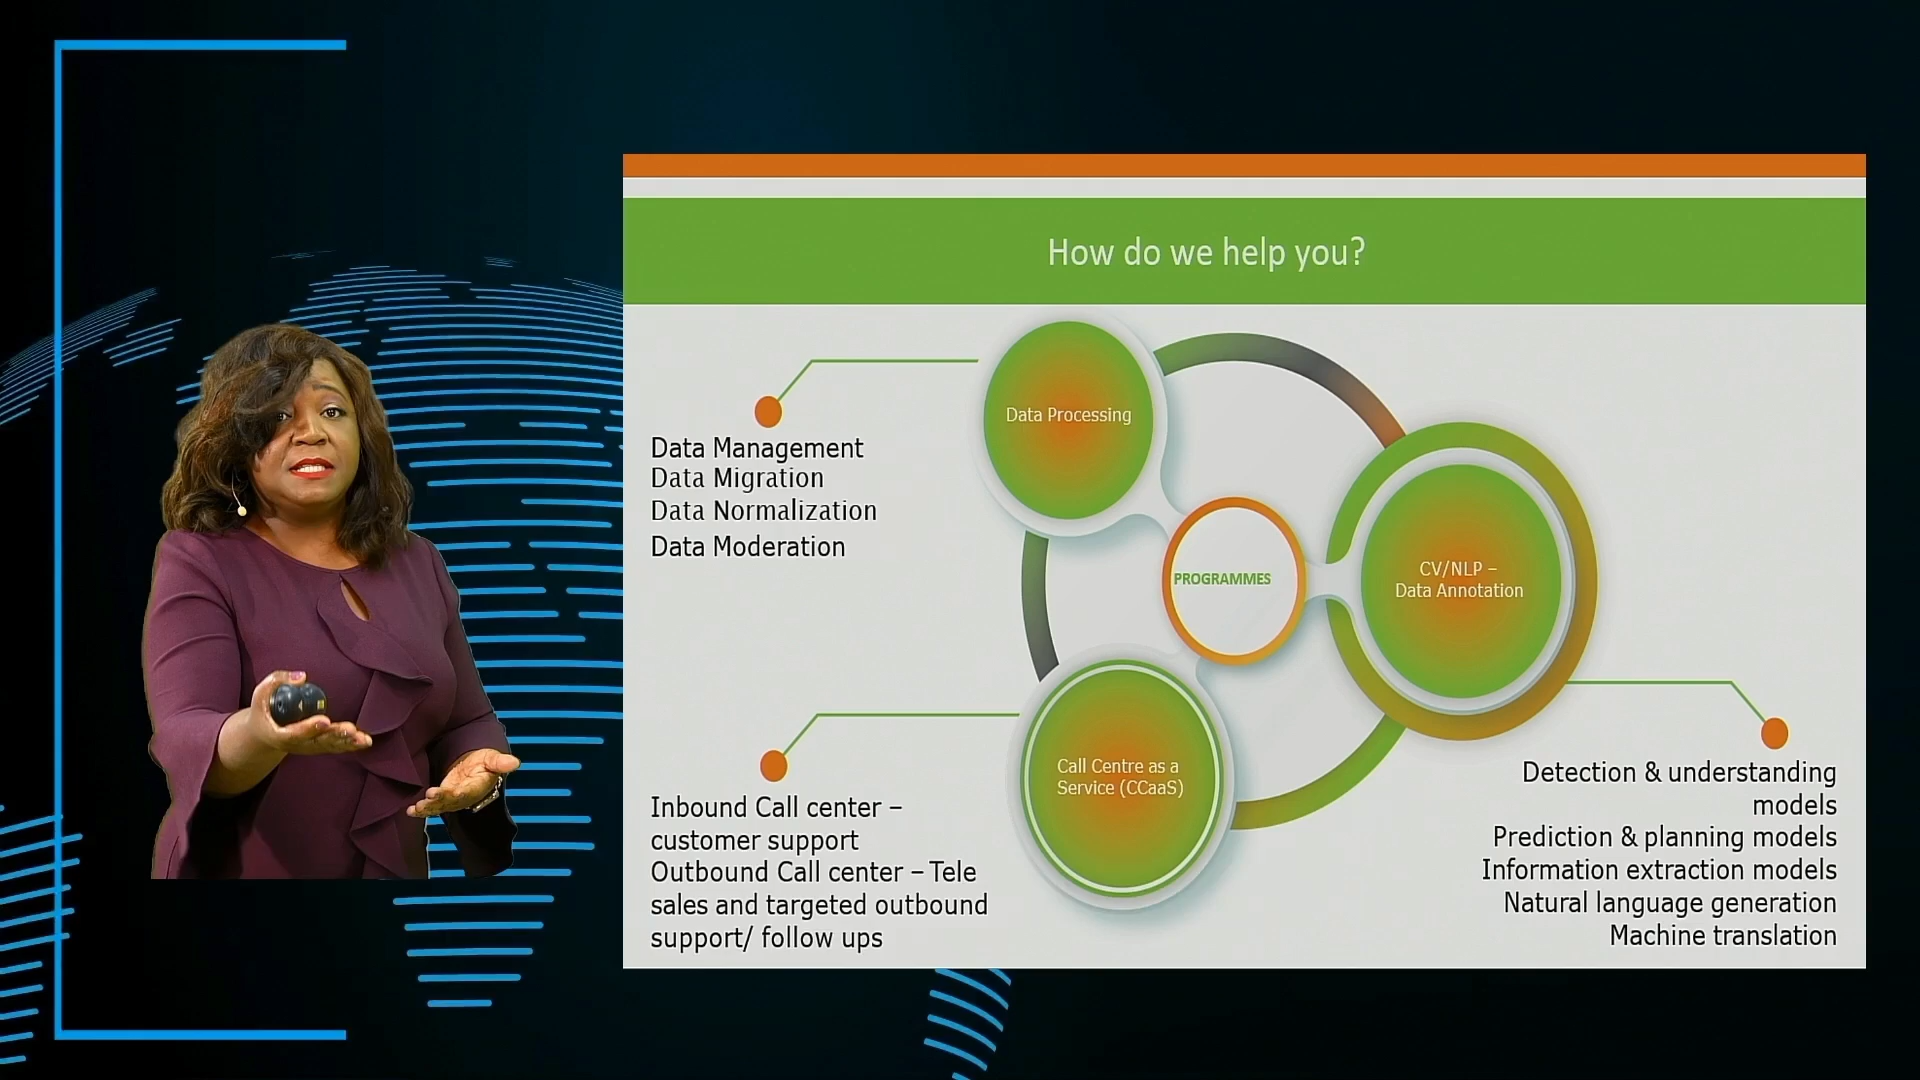 How do we help you?
Data Processing
Data Management
Data Migration
Data Normalization
Data Moderation
PROGRAMMES
CV/NLP –
Data Annotation
Call Centre as a
Service (CCaaS)
Inbound Call center –
customer support
Outbound Call center – Tele
sales and targeted outbound
support/ follow ups
Detection & understanding
models
Prediction & planning models
Information extraction models
Natural language generation
Machine translation